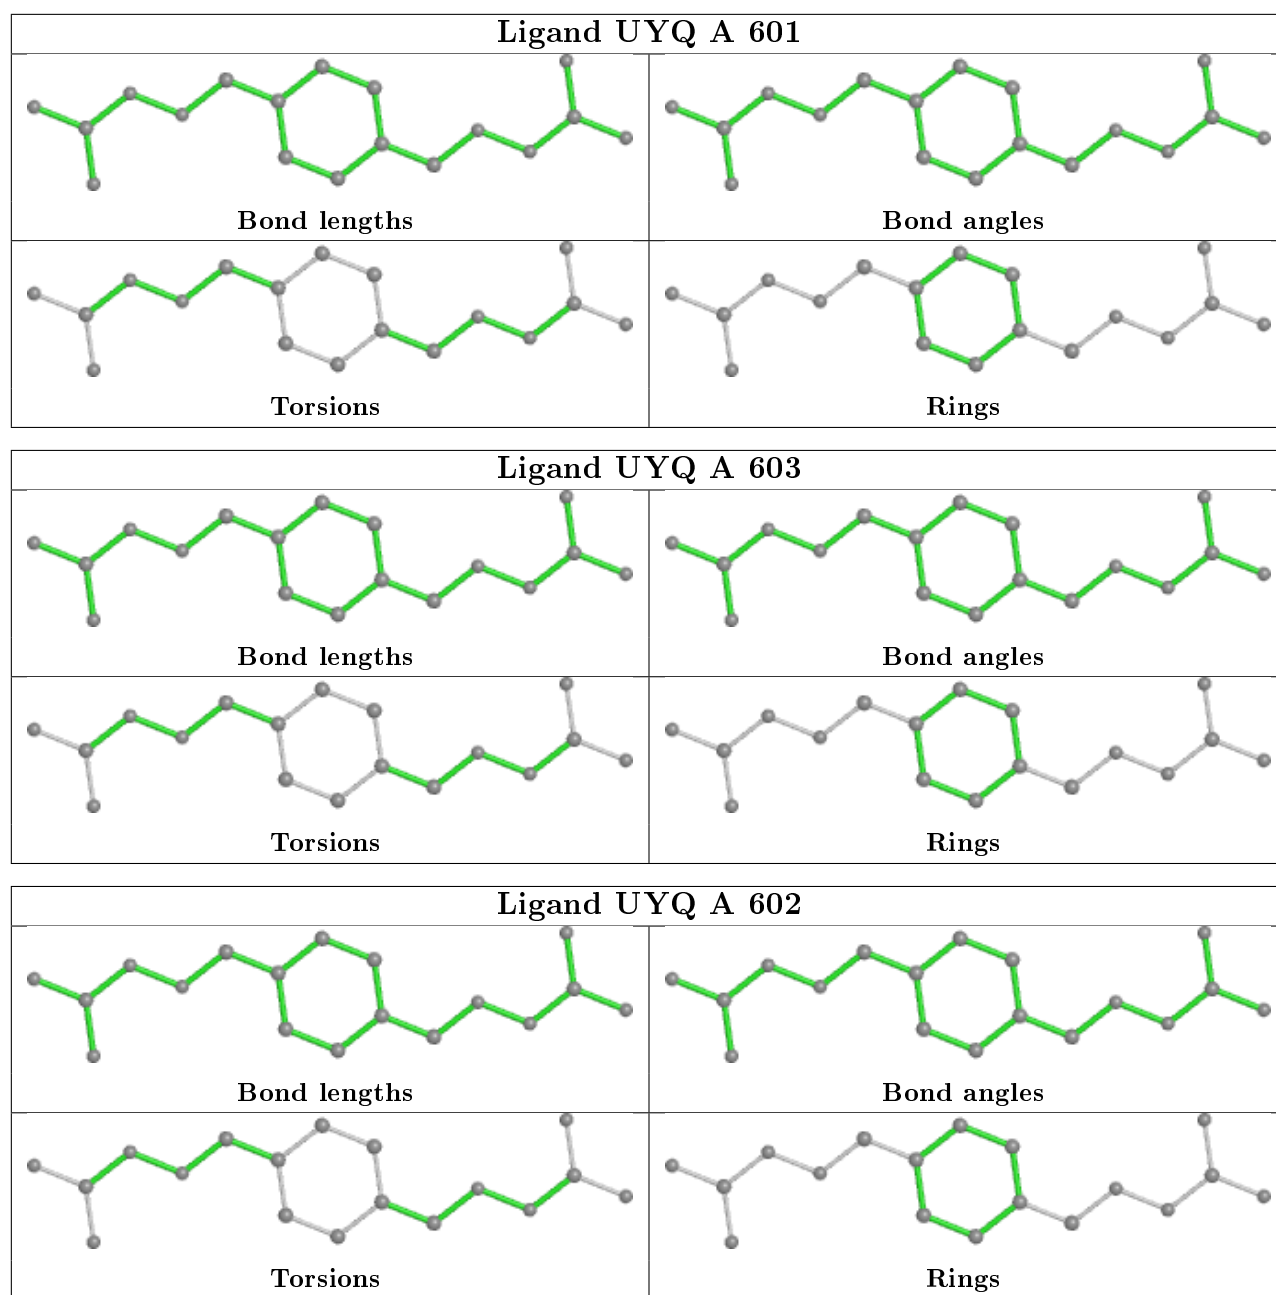 Ligand UYQ A 601
Bond lengths
Bond angles
Torsions
Rings
Ligand UYQ A 603
Bond lengths
Bond angles
Torsions
Rings
Ligand UYQ A 602
Bond lengths
Bond angles
Torsions
Rings